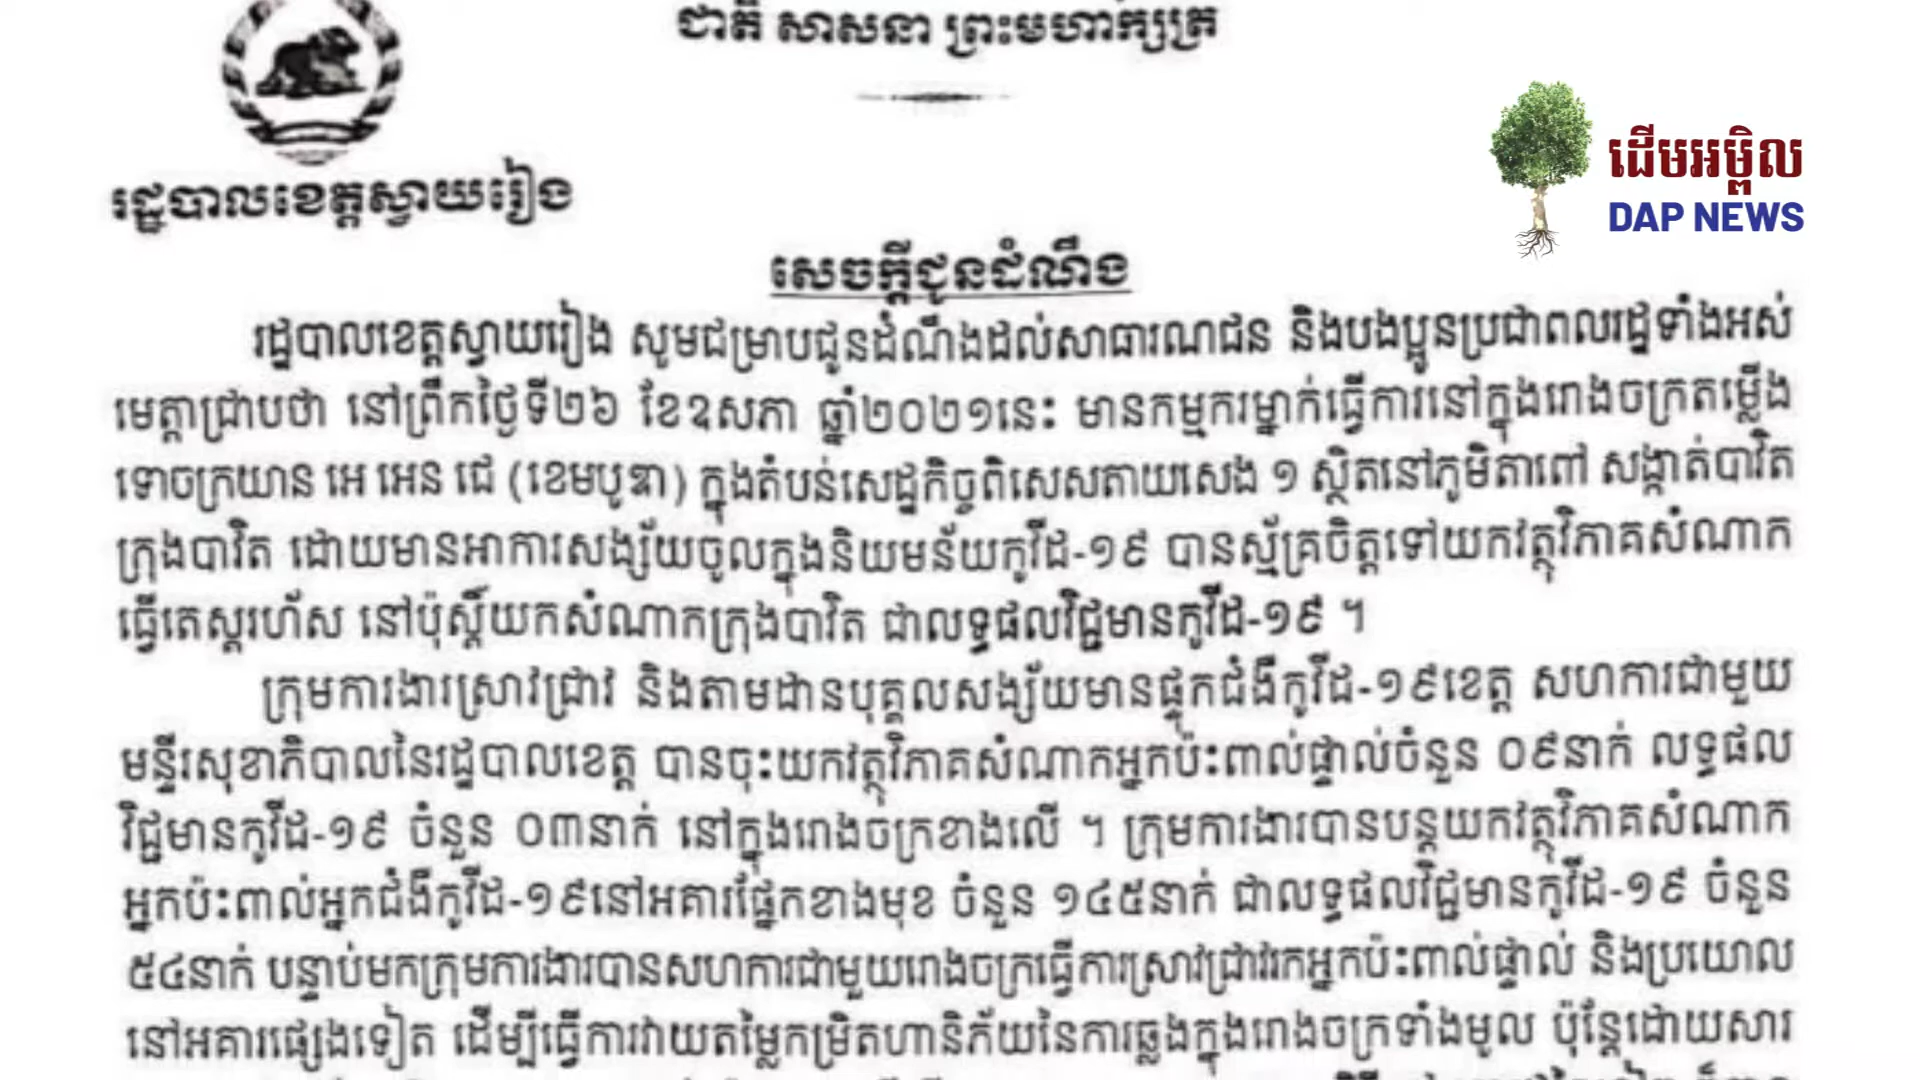 ជាតិ សាសនា ព្រះមហាក្សត្រ
ដើមអម្ពិល
DAP NEWS
រដ្ឋបាលខេត្តស្វាយរៀង
សេចក្តីជូនដំណឹង
រដ្ឋបាលខេត្តស្វាយរៀង សូមជម្រាបជូនដំណឹងដល់សាធារណជន និងបងប្អូនប្រជាពលរដ្ឋទាំងអស់
មេត្តាជ្រាបថា នៅព្រឹកថ្ងៃទី២៦ ខែឧសភា ឆ្នាំ២០២១នេះ មានកម្មករម្នាក់ធ្វើការនៅក្នុងរោងចក្រតម្លើង
ទោចក្រយាន អេ អេន ជេ (ខេមបូឌា) ក្នុងតំបន់សេដ្ឋកិច្ចពិសេសតាយសេង ១ ស្ថិតនៅភូមិតាពៅ សង្កាត់បាវិត
ក្រុងបាវិត ដោយមានអាការសង្ស័យចូលក្នុងនិយមន័យកូវីដ-១៩ បានស្ម័គ្រចិត្តទៅយកវត្ថុវិភាគសំណាក
ធ្វើតេស្តរហ័ស នៅប៉ុស្តិ៍យកសំណាកក្រុងបាវិត ជាលទ្ធផលវិជ្ជមានកូវីដ-១៩ ។
ក្រុមការងារស្រាវជ្រាវ និងតាមដានបុគ្គលសង្ស័យមានផ្ទុកជំងឺកូវីដ-១៩ខេត្ត សហការជាមួយ
មន្ទីរសុខាភិបាលនៃរដ្ឋបាលខេត្ត បានចុះយកវត្ថុវិភាគសំណាកអ្នកប៉ះពាល់ផ្ទាល់ចំនួន ០៩នាក់ លទ្ធផល
វិជ្ជមានកូវីដ-១៩ ចំនួន ០៣នាក់ នៅក្នុងរោងចក្រខាងលើ ។ ក្រុមការងារបានបន្តយកវត្ថុវិភាគសំណាក
អ្នកប៉ះពាល់អ្នកជំងឺកូវីដ-១៩នៅអគារផ្នែកខាងមុខ ចំនួន ១៤៥នាក់ ជាលទ្ធផលវិជ្ជមានកូវីដ-១៩ ចំនួន
៥៤នាក់ បន្ទាប់មកក្រុមការងារបានសហការជាមួយរោងចក្រធ្វើការស្រាវជ្រាវរកអ្នកប៉ះពាល់ផ្ទាល់ និងប្រយោល
នៅអគារផ្សេងទៀត ដើម្បីធ្វើការវាយតម្លៃកម្រិតហានិភ័យនៃការឆ្លងក្នុងរោងចក្រទាំងមូល ប៉ុន្តែដោយសារ